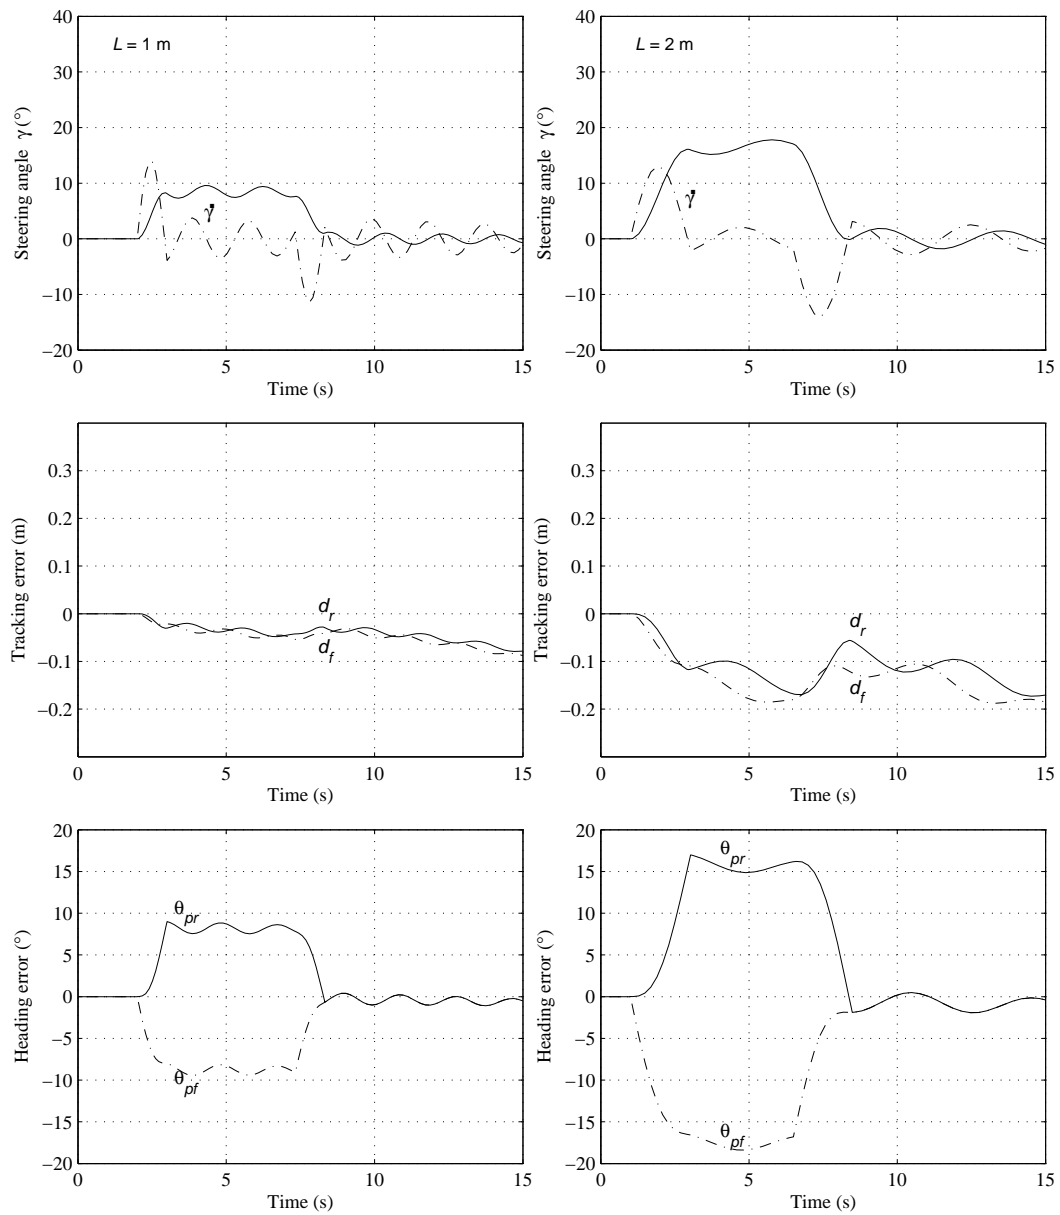 L = 1 m
40
30
20
10
0
−10
−20
Steering angle γ (°)
γ̇
0
5
10
15
Time (s)
L = 2 m
40
30
20
10
0
−10
−20
Steering angle γ (°)
γ̇
0
5
10
15
Time (s)
0.3
0.2
0.1
0
−0.1
−0.2
Tracking error (m)
d_r
d_f
0
5
10
15
Time (s)
0.3
0.2
0.1
0
−0.1
−0.2
Tracking error (m)
d_r
d_f
0
5
10
15
Time (s)
20
15
10
5
0
−5
−10
−15
−20
Heading error (°)
θ_pr
θ_pf
0
5
10
15
Time (s)
20
15
10
5
0
−5
−10
−15
−20
Heading error (°)
θ_pr
θ_pf
0
5
10
15
Time (s)